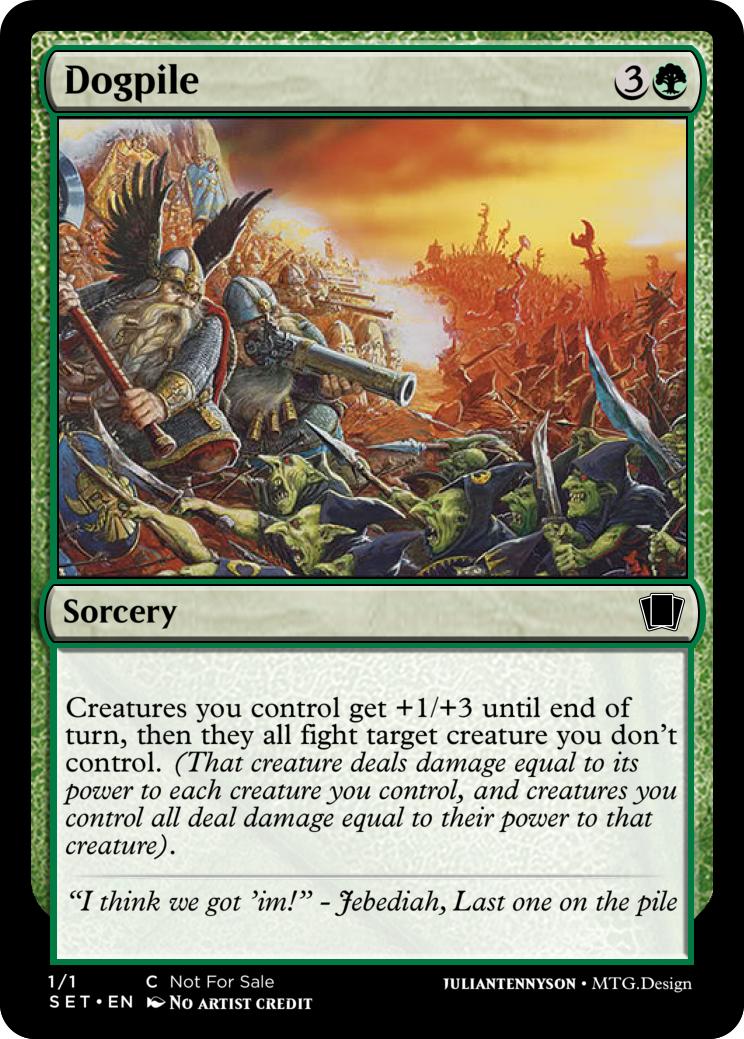 Dogpile 3
Sorcery
Creatures you control get +1/+3 until end of
turn, then they all fight target creature you don't
control. (That creature deals damage equal to its
power to each creature you control, and creatures you
control all deal damage equal to their power to that
creature).
"I think we got 'im!" - Jebediah, Last one on the pile
1/1 C Not For Sale JULIANTENNYSON • MTG.Design
SET • EN NO ARTIST CREDIT